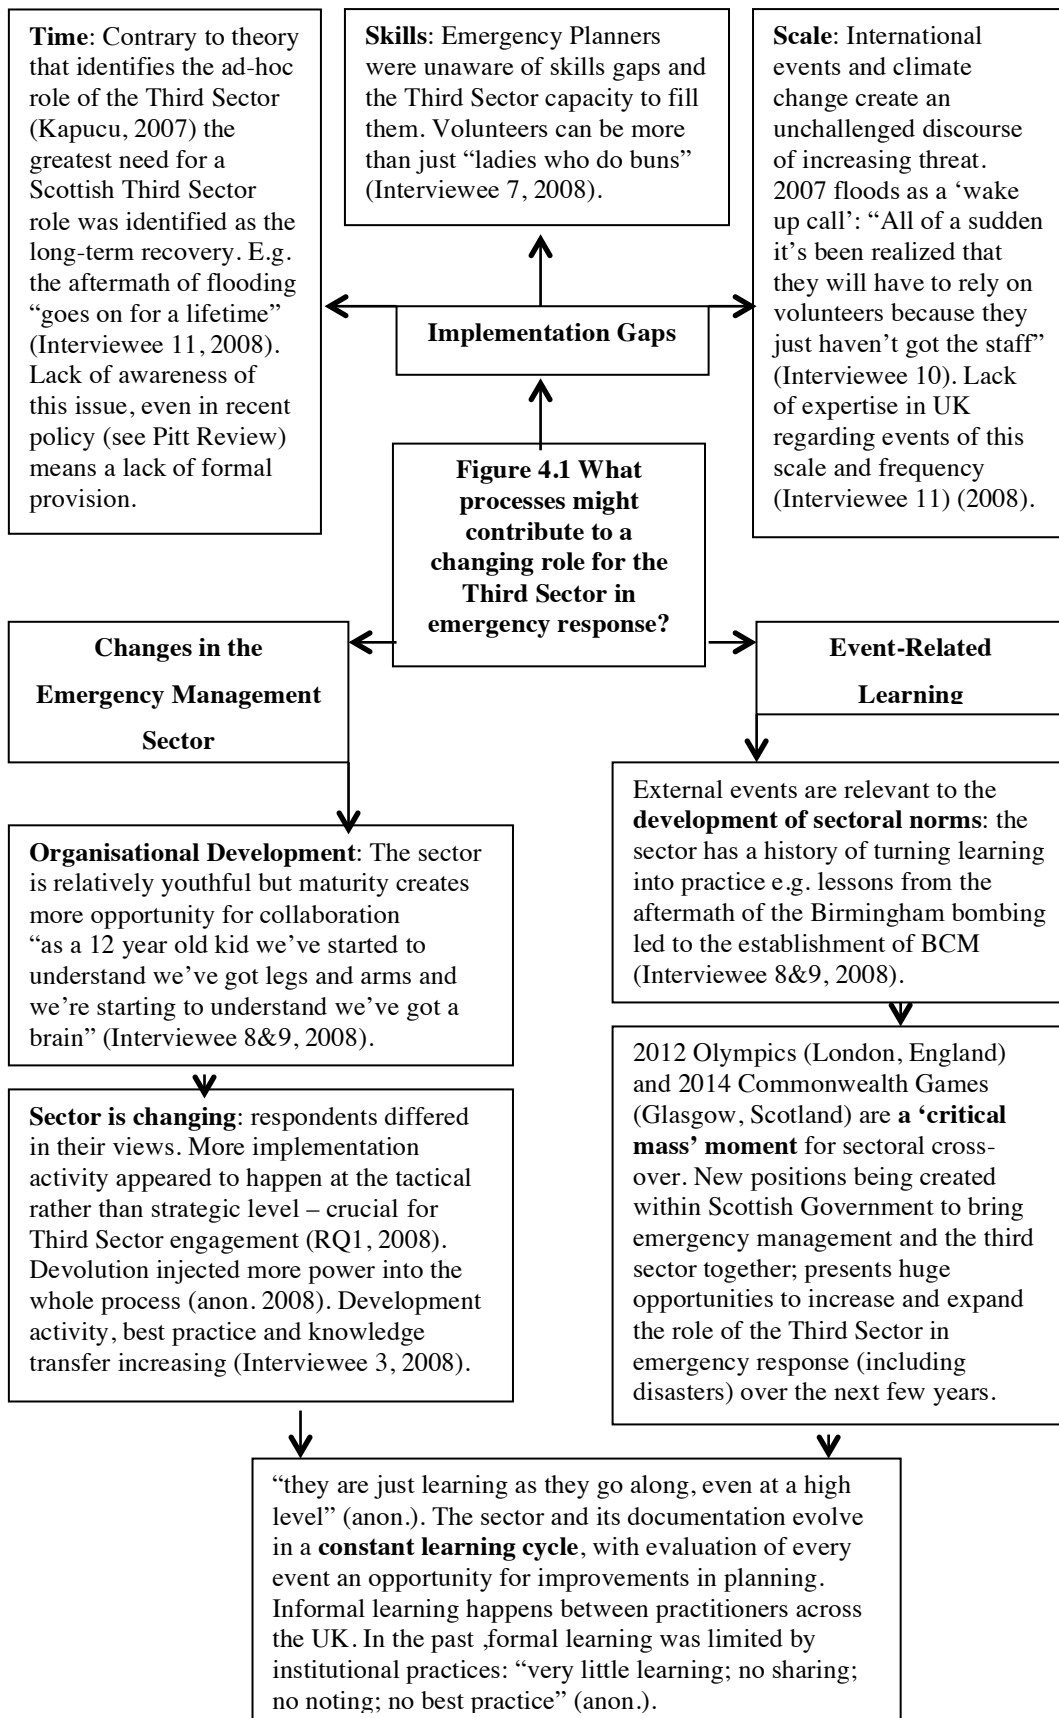 Time: Contrary to theory
that identifies the ad-hoc
role of the Third Sector
(Kapucu, 2007) the
greatest need for a
Scottish Third Sector
role was identified as the
long-term recovery. E.g.
the aftermath of flooding
“goes on for a lifetime”
(Interviewee 11, 2008).
Lack of awareness of
this issue, even in recent
policy (see Pitt Review)
means a lack of formal
provision.
Skills: Emergency Planners
were unaware of skills gaps and
the Third Sector capacity to fill
them. Volunteers can be more
than just “ladies who do buns”
(Interviewee 7, 2008).
Scale: International
events and climate
change create an
unchallenged discourse
of increasing threat.
2007 floods as a ‘wake
up call’: “All of a sudden
it’s been realized that
they will have to rely on
volunteers because they
just haven’t got the staff”
(Interviewee 10). Lack
of expertise in UK
regarding events of this
scale and frequency
(Interviewee 11) (2008).
Implementation Gaps
Figure 4.1 What
processes might
contribute to a
changing role for the
Third Sector in
emergency response?
Changes in the
Emergency Management
Sector
Event-Related
Learning
Organisational Development: The sector
is relatively youthful but maturity creates
more opportunity for collaboration
“as a 12 year old kid we’ve started to
understand we’ve got legs and arms and
we’re starting to understand we’ve got a
brain” (Interviewee 8&9, 2008).
Sector is changing: respondents differed
in their views. More implementation
activity appeared to happen at the tactical
rather than strategic level – crucial for
Third Sector engagement (RQ1, 2008).
Devolution injected more power into the
whole process (anon. 2008). Development
activity, best practice and knowledge
transfer increasing (Interviewee 3, 2008).
External events are relevant to the
development of sectoral norms: the
sector has a history of turning learning
into practice e.g. lessons from the
aftermath of the Birmingham bombing
led to the establishment of BCM
(Interviewee 8&9, 2008).
2012 Olympics (London, England)
and 2014 Commonwealth Games
(Glasgow, Scotland) are a ‘critical
mass’ moment for sectoral cross-
over. New positions being created
within Scottish Government to bring
emergency management and the third
sector together; presents huge
opportunities to increase and expand
the role of the Third Sector in
emergency response (including
disasters) over the next few years.
“they are just learning as they go along, even at a high
level” (anon.). The sector and its documentation evolve
in a constant learning cycle, with evaluation of every
event an opportunity for improvements in planning.
Informal learning happens between practitioners across
the UK. In the past ,formal learning was limited by
institutional practices: “very little learning; no sharing;
no noting; no best practice” (anon.).